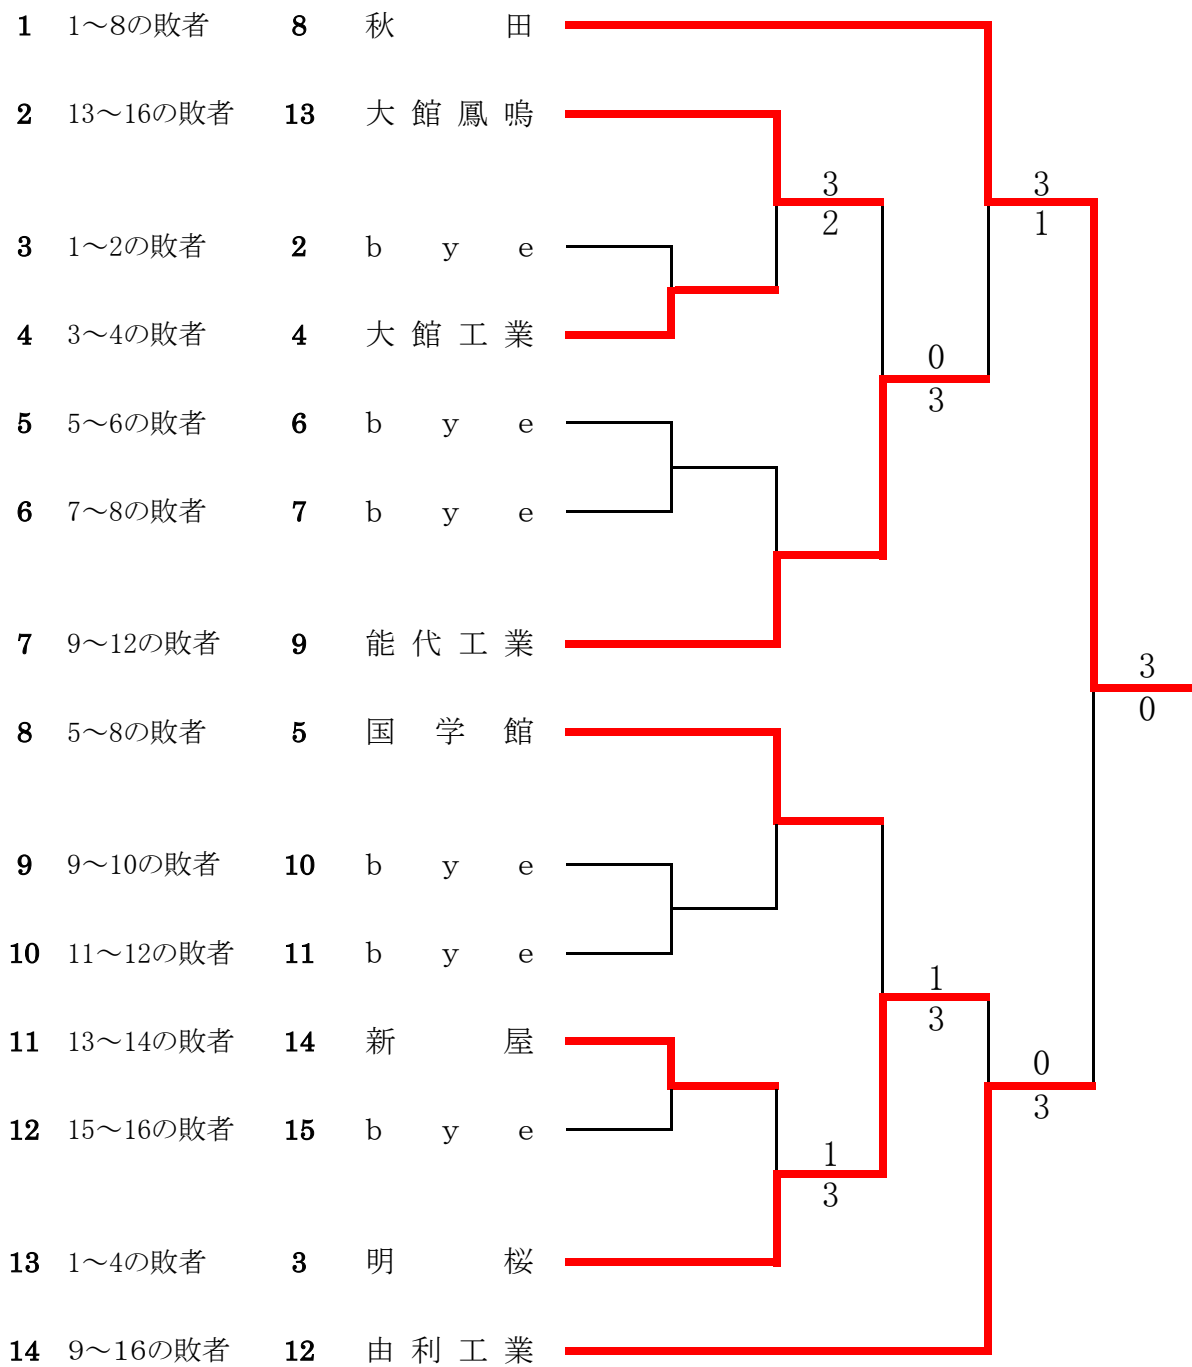 1 1～8の敗者 8 秋田
2 13～16の敗者 13 大館鳳鳴
3
2
3
1
3 1～2の敗者 2 bye
4 3～4の敗者 4 大館工業
0
3
5 5～6の敗者 6 bye
6 7～8の敗者 7 bye
7 9～12の敗者 9 能代工業
3
0
8 5～8の敗者 5 国学館
9 9～10の敗者 10 bye
10 11～12の敗者 11 bye
1
3
11 13～14の敗者 14 新屋
0
3
12 15～16の敗者 15 bye
1
3
13 1～4の敗者 3 明桜
14 9～16の敗者 12 由利工業